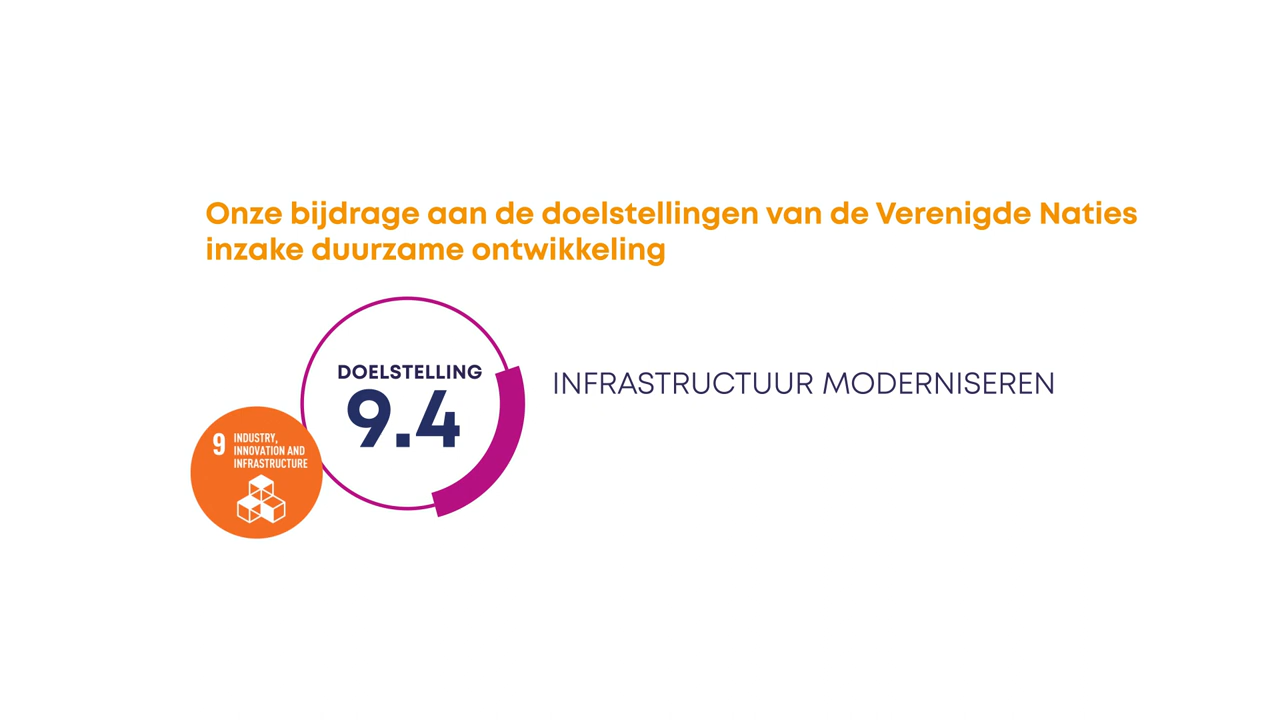 Onze bijdrage aan de doelstellingen van de Verenigde Naties
inzake duurzame ontwikkeling
DOELSTELLING
9.4
INFRASTRUCTUUR MODERNISEREN
9
INDUSTRY,
INNOVATION AND
INFRASTRUCTURE